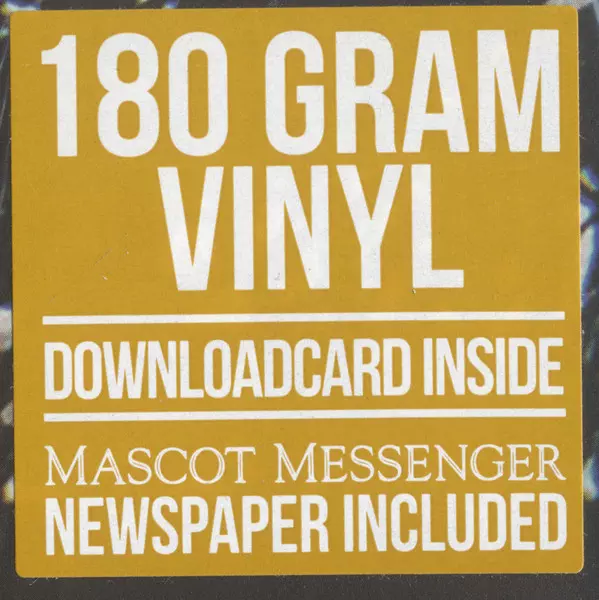 180 GRAM
VINYL
DOWNLOADCARD INSIDE
MASCOT MESSENGER
NEWSPAPER INCLUDED